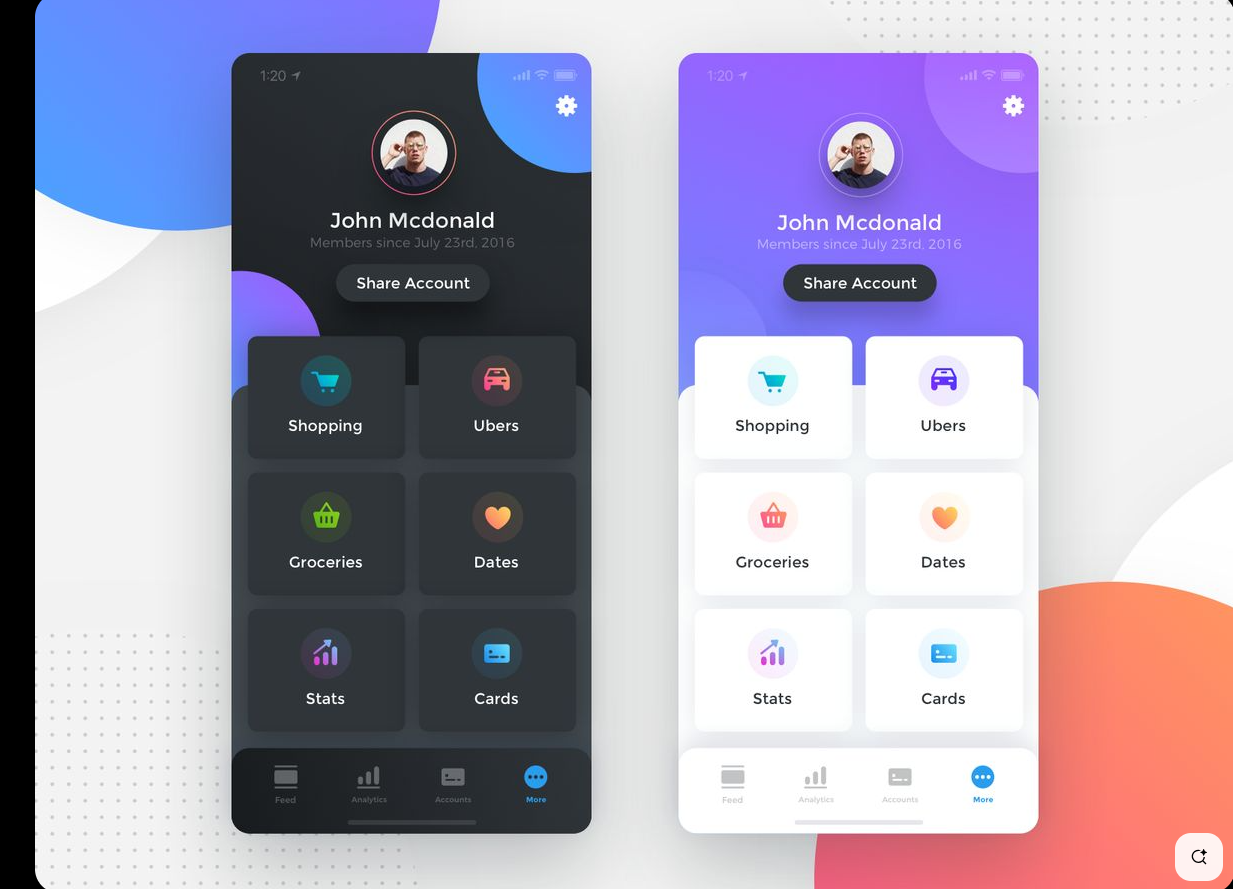 1:20
John Mcdonald
Members since July 23rd, 2016
Share Account
Shopping
Ubers
Groceries
Dates
Stats
Cards
Feed
Analytics
Accounts
More
1:20
John Mcdonald
Members since July 23rd, 2016
Share Account
Shopping
Ubers
Groceries
Dates
Stats
Cards
Feed
Analytics
Accounts
More